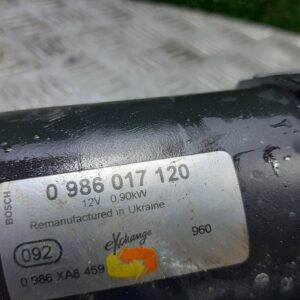 BOSCH
0 986 017 120
12V 0,90kW
Remanufactured in Ukraine
eXchange 960
092
0 986 XA8 459